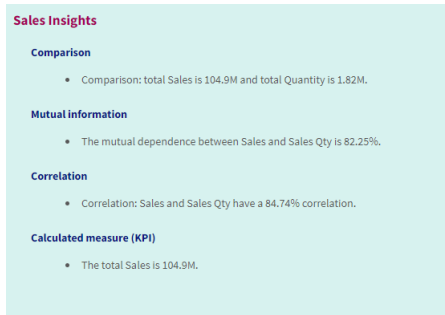 Sales Insights
Comparison
• Comparison: total Sales is 104.9M and total Quantity is 1.82M.
Mutual information
• The mutual dependence between Sales and Sales Qty is 82.25%.
Correlation
• Correlation: Sales and Sales Qty have a 84.74% correlation.
Calculated measure (KPI)
• The total Sales is 104.9M.